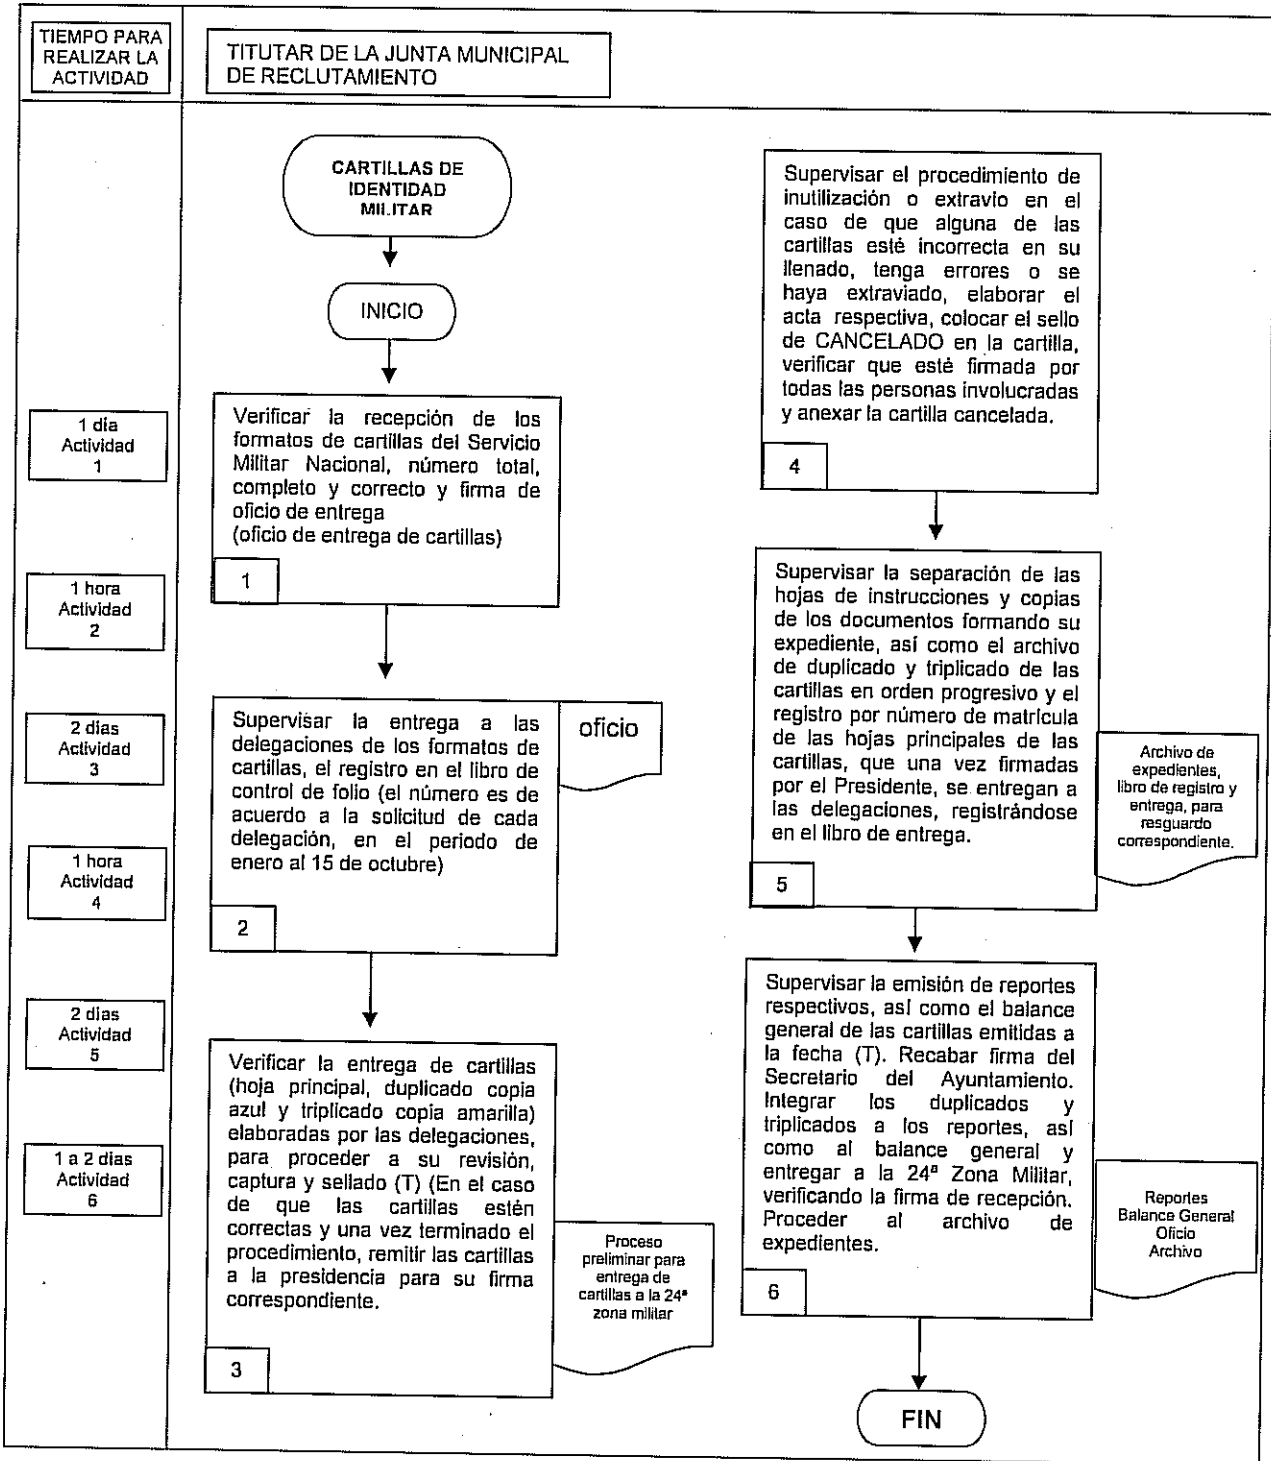 TIEMPO PARA
REALIZAR LA
ACTIVIDAD
TITUTAR DE LA JUNTA MUNICIPAL
DE RECLUTAMIENTO
CARTILLAS DE
IDENTIDAD
MILITAR
INICIO
1 día
Actividad
1
1 hora
Actividad
2
2 días
Actividad
3
1 hora
Actividad
4
2 días
Actividad
5
1 a 2 días
Actividad
6
Verificar la recepción de los
formatos de cartillas del Servicio
Militar Nacional, número total,
completo y correcto y firma de
oficio de entrega
(oficio de entrega de cartillas)
1
Supervisar la entrega a las
delegaciones de los formatos de
cartillas, el registro en el libro de
control de folio (el número es de
acuerdo a la solicitud de cada
delegación, en el periodo de
enero al 15 de octubre)
2
oficio
Verificar la entrega de cartillas
(hoja principal, duplicado copia
azul y triplicado copia amarilla)
elaboradas por las delegaciones,
para proceder a su revisión,
captura y sellado (T) (En el caso
de que las cartillas estén
correctas y una vez terminado el
procedimiento, remitir las cartillas
a la presidencia para su firma
correspondiente.
3
Proceso
preliminar para
entrega de
cartillas a la 24ª
zona militar
Supervisar el procedimiento de
inutilización o extravío en el
caso de que alguna de las
cartillas esté incorrecta en su
llenado, tenga errores o se
haya extraviado, elaborar el
acta respectiva, colocar el sello
de CANCELADO en la cartilla,
verificar que esté firmada por
todas las personas involucradas
y anexar la cartilla cancelada.
4
Supervisar la separación de las
hojas de instrucciones y copias
de los documentos formando su
expediente, así como el archivo
de duplicado y triplicado de las
cartillas en orden progresivo y el
registro por número de matrícula
de las hojas principales de las
cartillas, que una vez firmadas
por el Presidente, se entregan a
a las delegaciones, registrándose
en el libro de entrega.
5
Archivo de
expedientes,
libro de registro y
entrega, para
resguardo
correspondiente.
Supervisar la emisión de reportes
respectivos, así como el balance
general de las cartillas emitidas a
la fecha (T). Recabar firma del
Secretario del Ayuntamiento.
Integrar los duplicados y
triplicados a los reportes, así
como al balance general y
entregar a la 24ª Zona Militar,
verificando la firma de recepción.
Proceder al archivo de
expedientes.
6
Reportes
Balance General
Oficio
Archivo
FIN